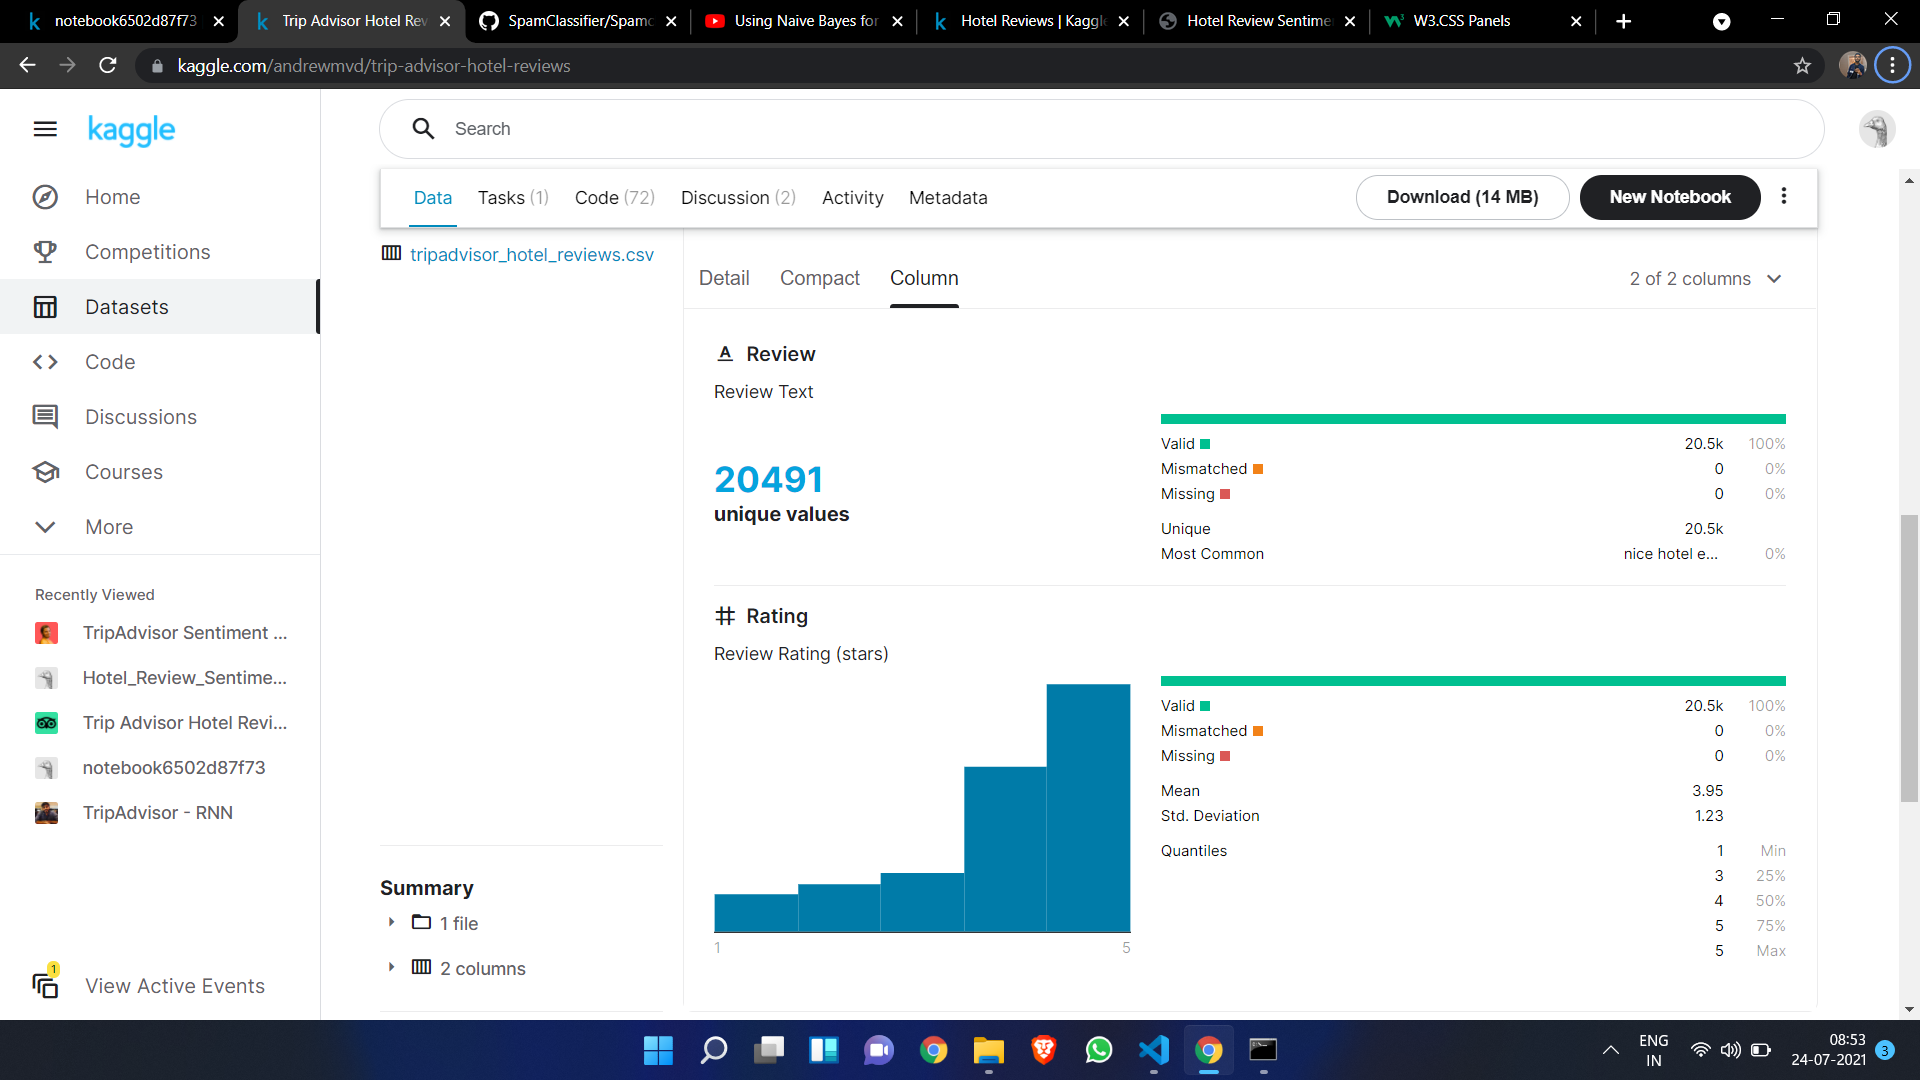 notebook6502d87f73
Trip Advisor Hotel Rev
SpamClassifier/Spamc
Using Naive Bayes for
Hotel Reviews | Kaggle
Hotel Review Sentime
W3.CSS Panels
kaggle.com/andrewmvd/trip-advisor-hotel-reviews
kaggle
Search
Home
Competitions
Datasets
Code
Discussions
Courses
More
Recently Viewed
TripAdvisor Sentiment ...
Hotel_Review_Sentime...
Trip Advisor Hotel Revi...
notebook6502d87f73
TripAdvisor - RNN
1
View Active Events
Data Tasks (1) Code (72) Discussion (2) Activity Metadata
Download (14 MB)
New Notebook
tripadvisor_hotel_reviews.csv
Summary
1 file
2 columns
Detail Compact Column
2 of 2 columns
A Review
Review Text
20491
unique values
Valid 20.5k 100%
Mismatched 0 0%
Missing 0 0%
Unique 20.5k
Most Common nice hotel e... 0%
# Rating
Review Rating (stars)
1 5
Valid 20.5k 100%
Mismatched 0 0%
Missing 0 0%
Mean 3.95
Std. Deviation 1.23
Quantiles 1 Min
3 25%
4 50%
5 75%
5 Max
ENG
IN
08:53
24-07-2021
3